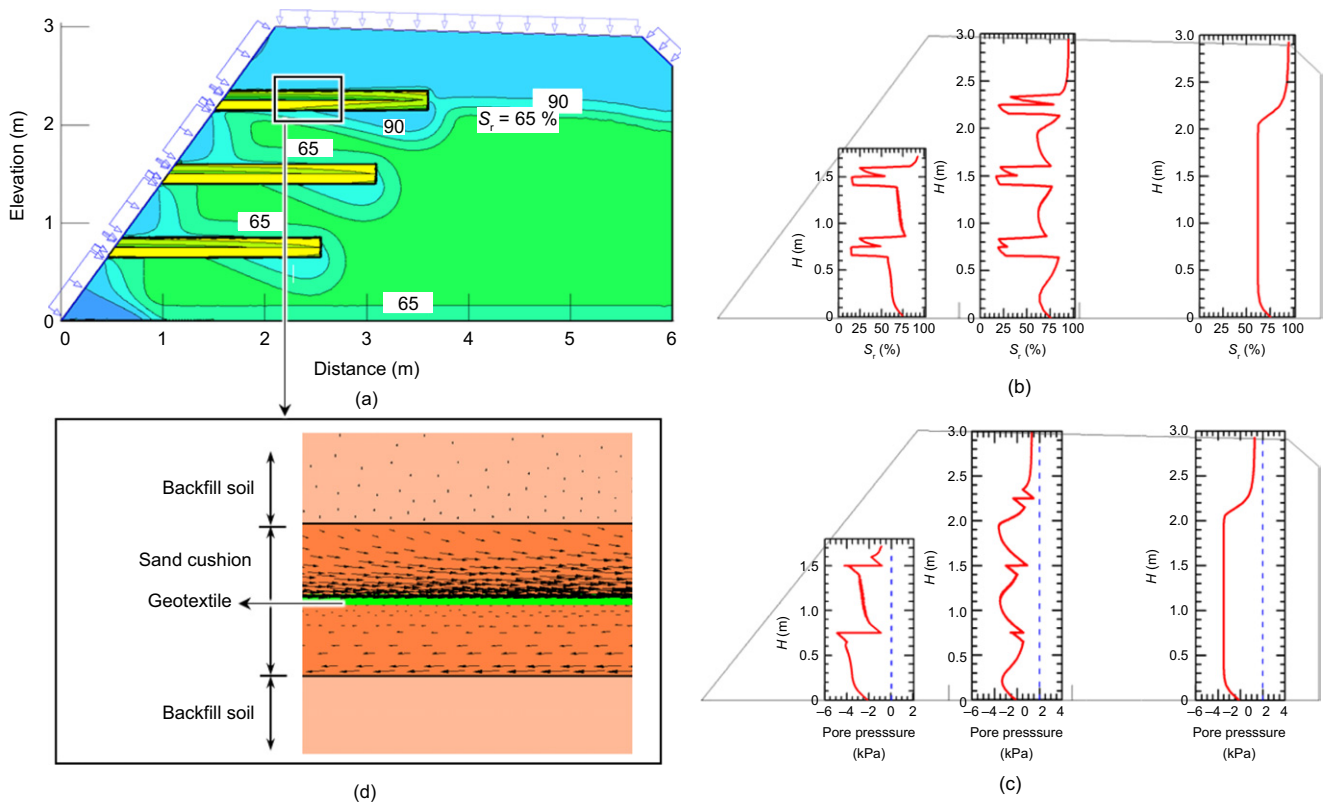 3
2
1
0
Elevation (m)
90
Sr = 65 %
90
65
65
65
0 1 2 3 4 5 6
Distance (m)
(a)
3.0
2.5
2.0
1.5
1.0
0.5
0
H (m)
1.5
1.0
0.5
0
H (m)
3.0
2.5
2.0
1.5
1.0
0.5
0
H (m)
0 25 50 75 100
0 25 50 75 100
0 25 50 75 100
Sr (%)
Sr (%)
Sr (%)
(b)
Backfill soil
Sand cushion
Geotextile
Backfill soil
(d)
3.0
2.5
2.0
1.5
1.0
0.5
0
H (m)
1.5
1.0
0.5
0
H (m)
3.0
2.5
2.0
1.5
1.0
0.5
0
H (m)
–6 –4 –2 0 2
–6 –4 –2 0 2 4
–6 –4 –2 0 2 4
Pore presssure
(kPa)
Pore presssure
(kPa)
Pore presssure
(kPa)
(c)